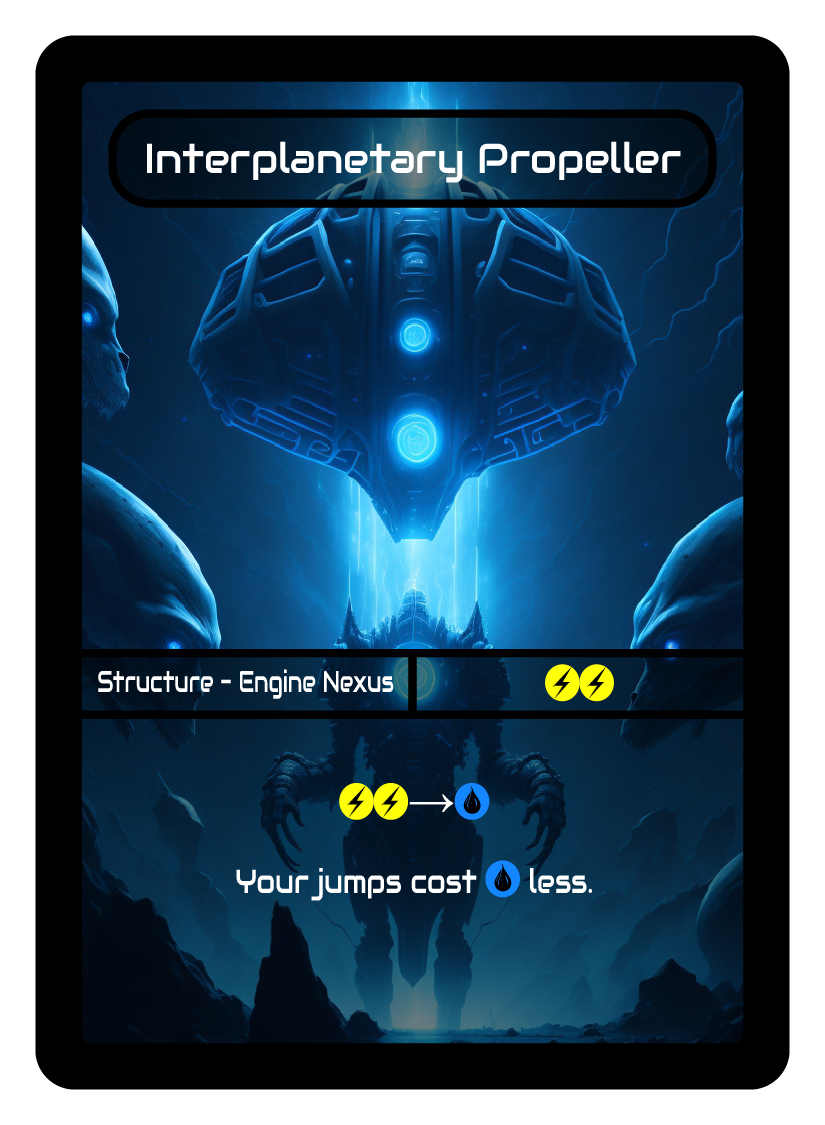 Interplanetary Propeller
Structure - Engine Nexus
Your jumps cost less.